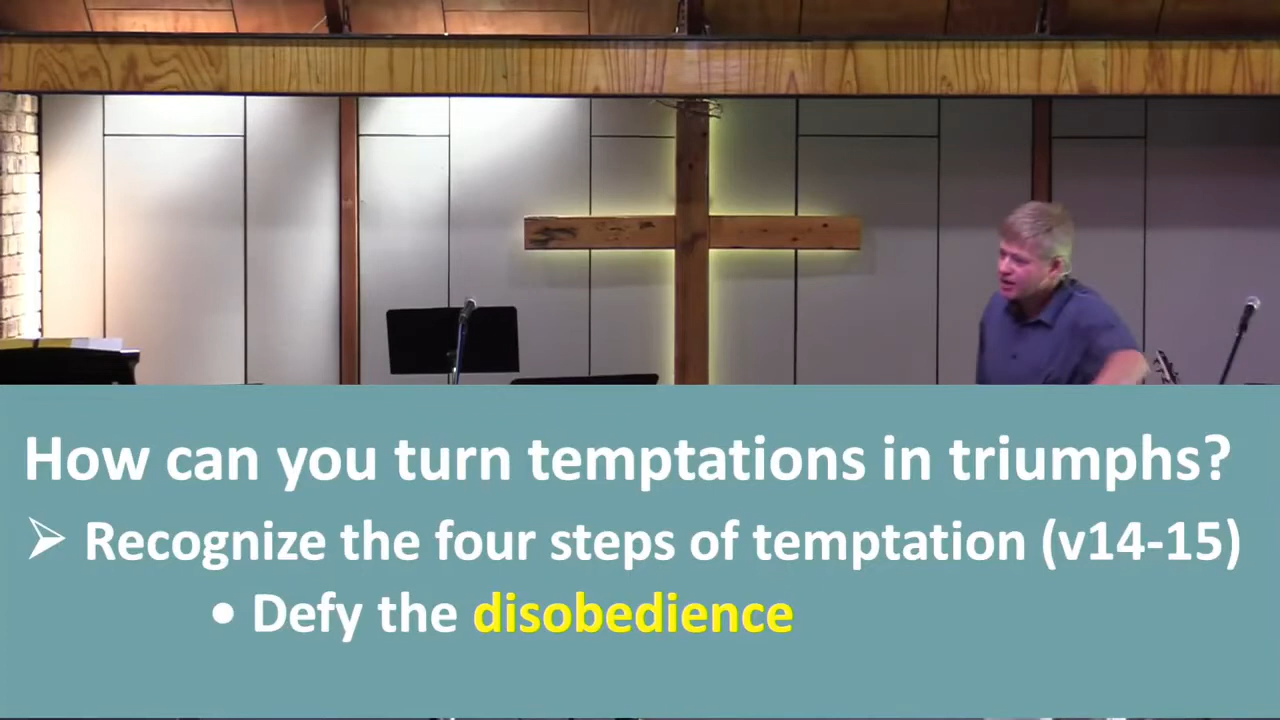 How can you turn temptations in triumphs?
➢ Recognize the four steps of temptation (v14-15)
• Defy the disobedience